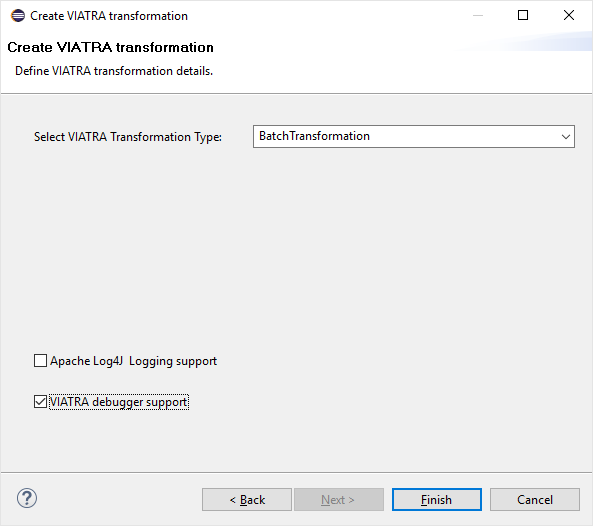 Create VIATRA transformation
Create VIATRA transformation
Define VIATRA transformation details.
Select VIATRA Transformation Type: BatchTransformation
Apache Log4J  Logging support
VIATRA debugger support
? < Back Next > Finish Cancel